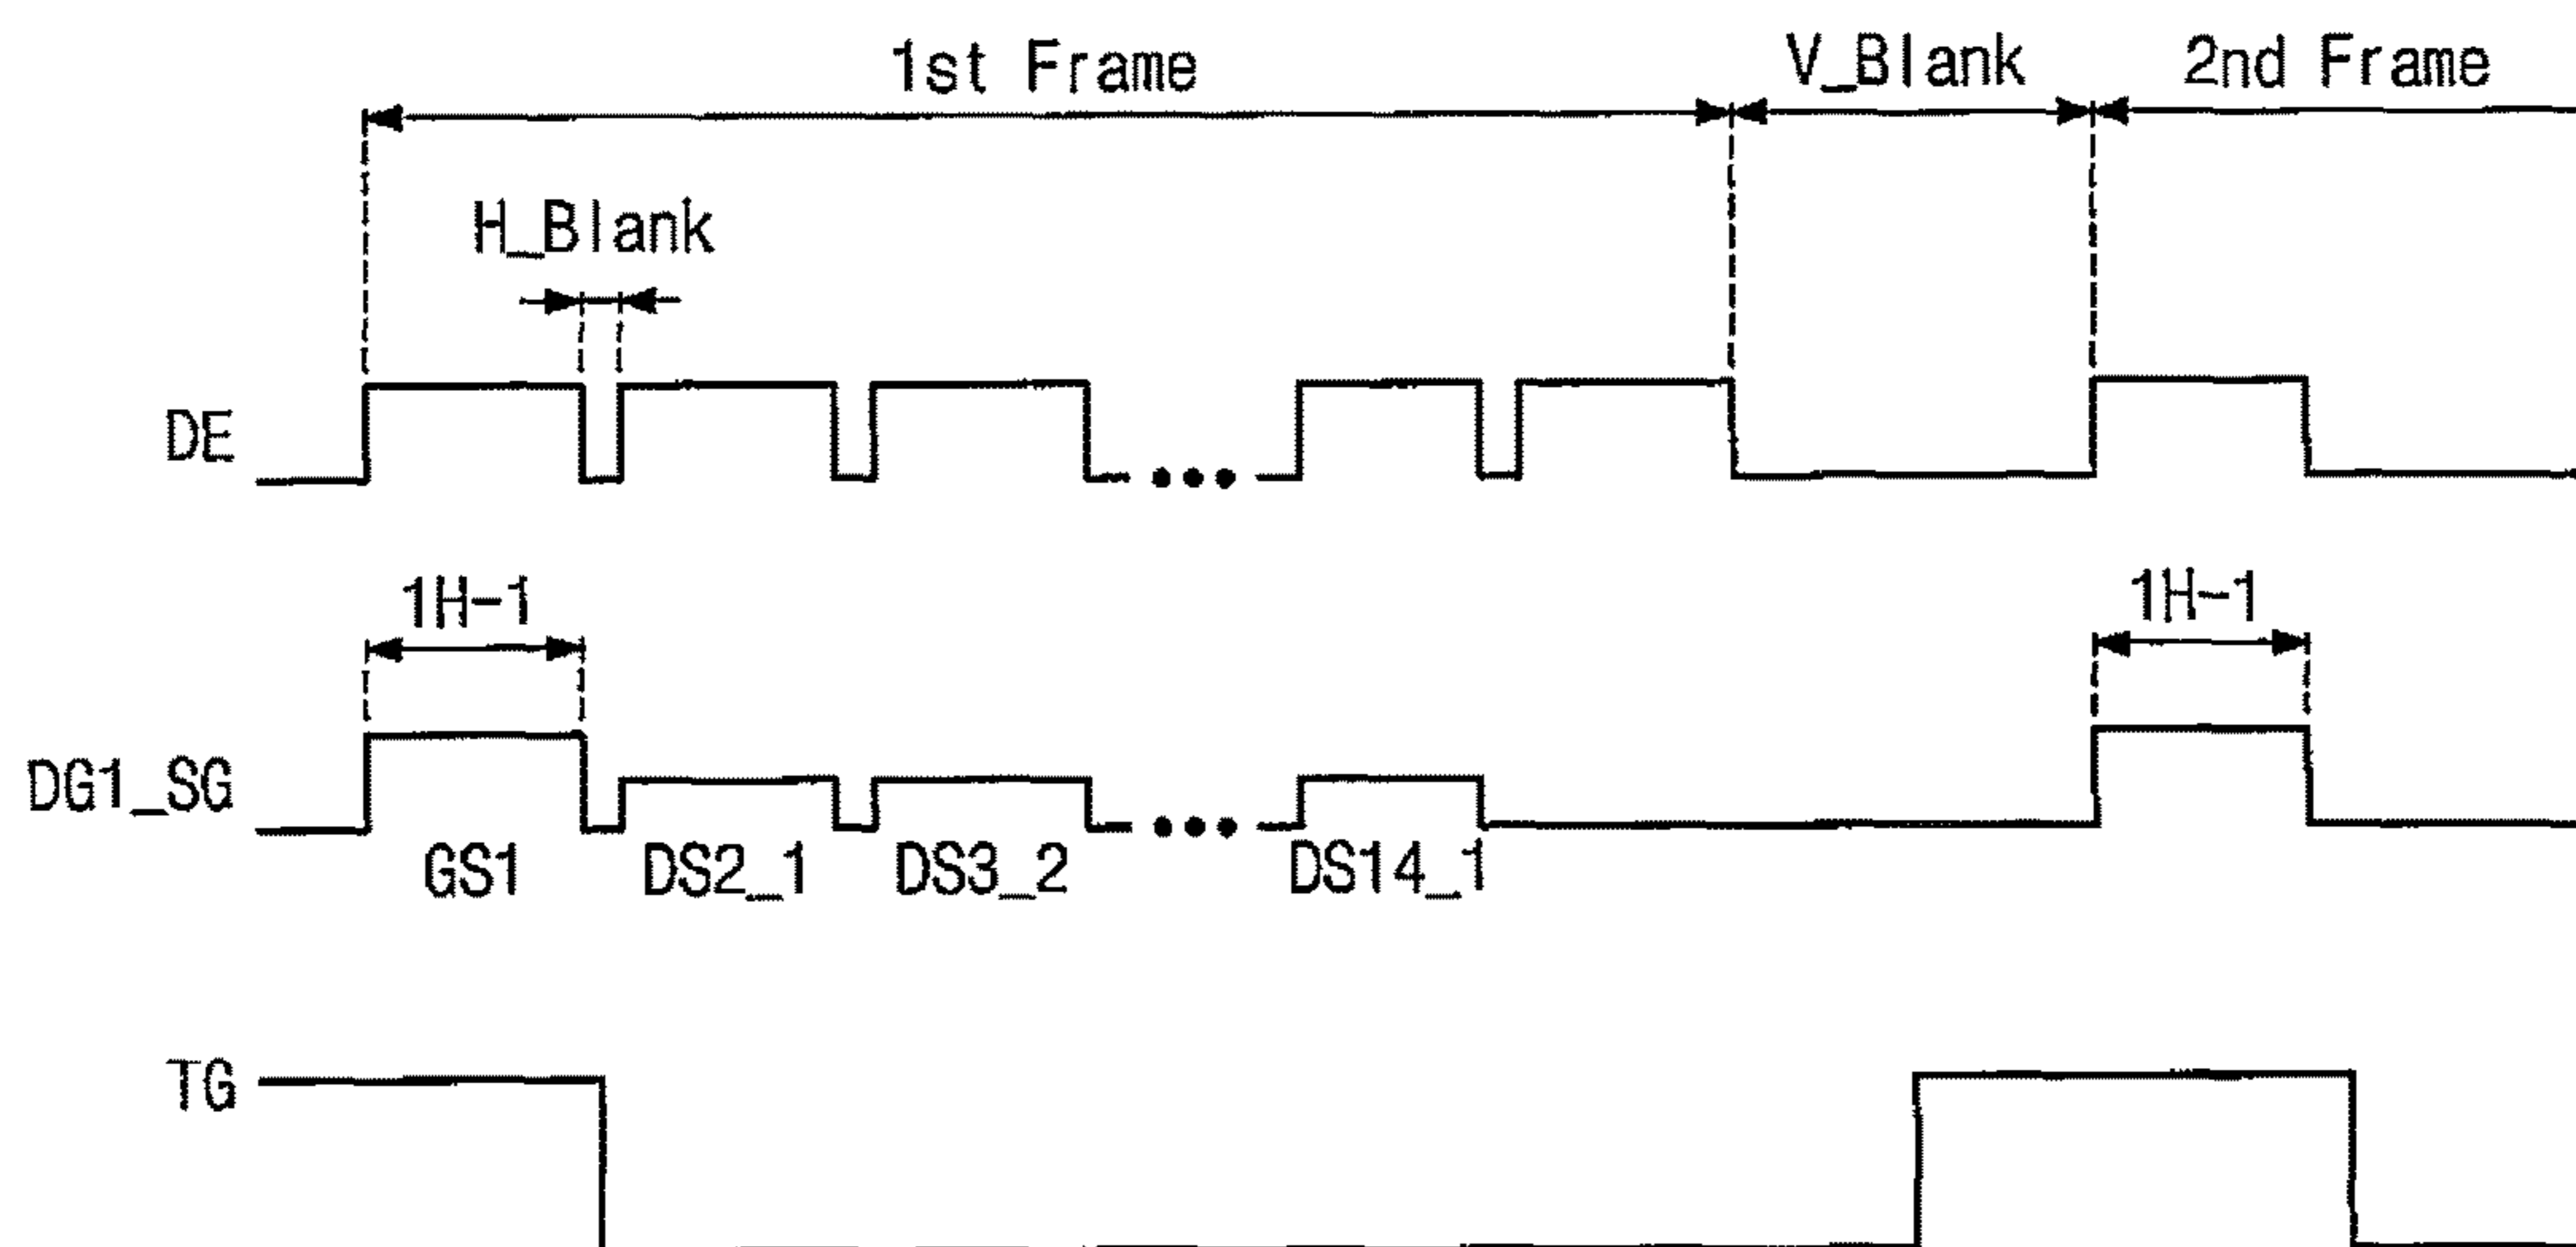 1st Frame V_Blank 2nd Frame
H_Blank
DE
1H-1 1H-1
DG1_SG
GS1 DS2_1 DS3_2 DS14_1
TG